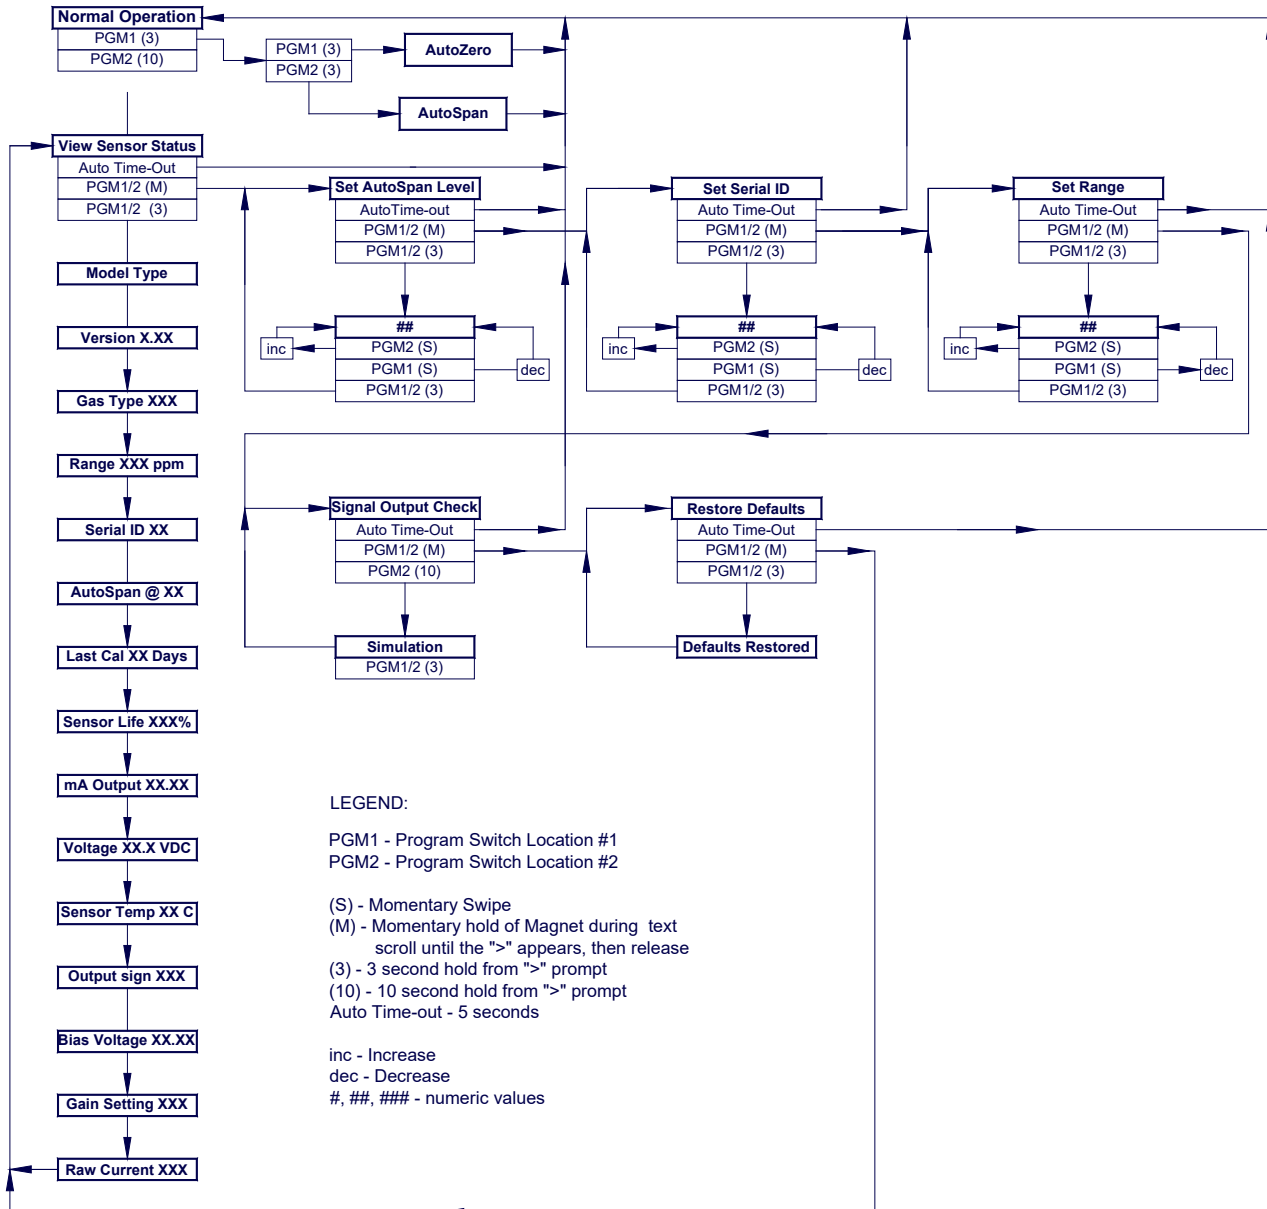 Normal Operation
PGM1 (3)
PGM2 (10)
PGM1 (3)
PGM2 (3)
AutoZero
AutoSpan
View Sensor Status
Auto Time-Out
PGM1/2 (M)
PGM1/2 (3)
Set AutoSpan Level
AutoTime-out
PGM1/2 (M)
PGM1/2 (3)
##
PGM2 (S)
PGM1 (S)
PGM1/2 (3)
inc
dec
Set Serial ID
Auto Time-Out
PGM1/2 (M)
PGM1/2 (3)
##
PGM2 (S)
PGM1 (S)
PGM1/2 (3)
inc
dec
Set Range
Auto Time-Out
PGM1/2 (M)
PGM1/2 (3)
##
PGM2 (S)
PGM1 (S)
PGM1/2 (3)
inc
dec
Model Type
Version X.XX
Gas Type XXX
Range XXX ppm
Serial ID XX
AutoSpan @ XX
Last Cal XX Days
Sensor Life XXX%
mA Output XX.XX
Voltage XX.X VDC
Sensor Temp XX C
Output sign XXX
Bias Voltage XX.XX
Gain Setting XXX
Raw Current XXX
Signal Output Check
Auto Time-Out
PGM1/2 (M)
PGM2 (10)
Simulation
PGM1/2 (3)
Restore Defaults
Auto Time-Out
PGM1/2 (M)
PGM1/2 (3)
Defaults Restored
LEGEND:
PGM1 - Program Switch Location #1
PGM2 - Program Switch Location #2
(S) - Momentary Swipe
(M) - Momentary hold of Magnet during text
scroll until the ">" appears, then release
(3) - 3 second hold from ">" prompt
(10) - 10 second hold from ">" prompt
Auto Time-out - 5 seconds
inc - Increase
dec - Decrease
#, ##, ### - numeric values